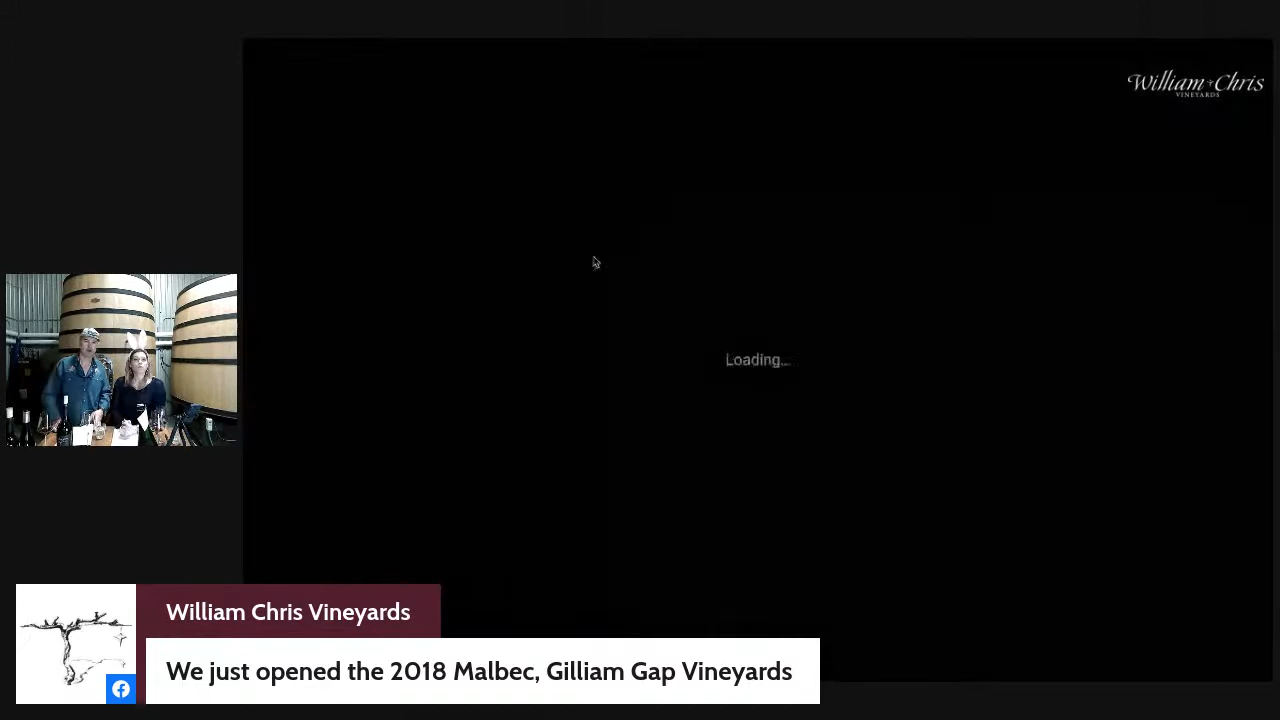 William Chris
VINEYARDS
Loading...
William Chris Vineyards
We just opened the 2018 Malbec, Gilliam Gap Vineyards